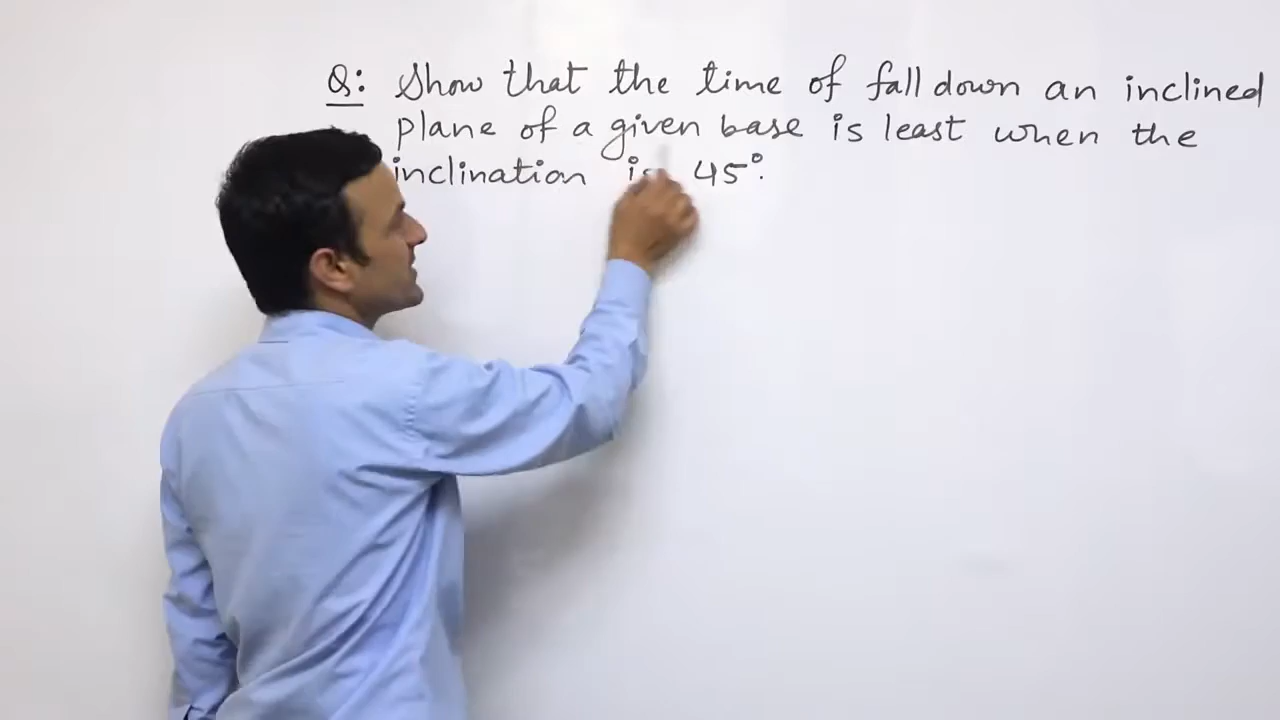 Q: Show that the time of fall down an inclined
plane of a given base is least when the
inclination is 45°.